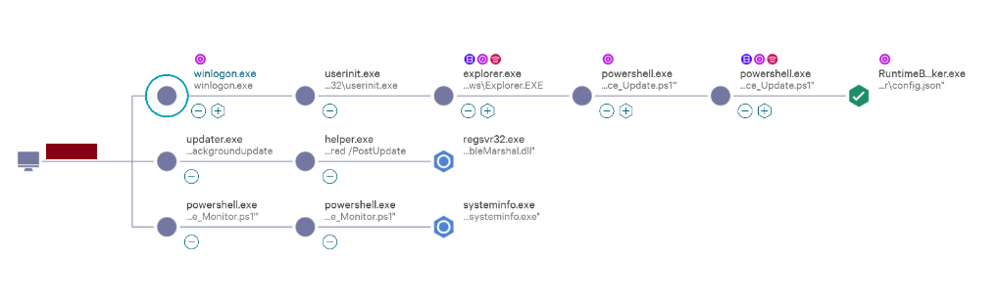 winlogon.exe
winlogon.exe
userinit.exe
...32\userinit.exe
explorer.exe
...ws\Explorer.EXE
powershell.exe
...ce_Update.ps1'"
powershell.exe
...ce_Update.ps1"
RuntimeB...ker.exe
...r\config.json"
updater.exe
...ackgroundupdate
helper.exe
...red /PostUpdate
regsvr32.exe
...bleMarshal.dll"
powershell.exe
...e_Monitor.ps1'"
powershell.exe
...e_Monitor.ps1"
systeminfo.exe
...systeminfo.exe"